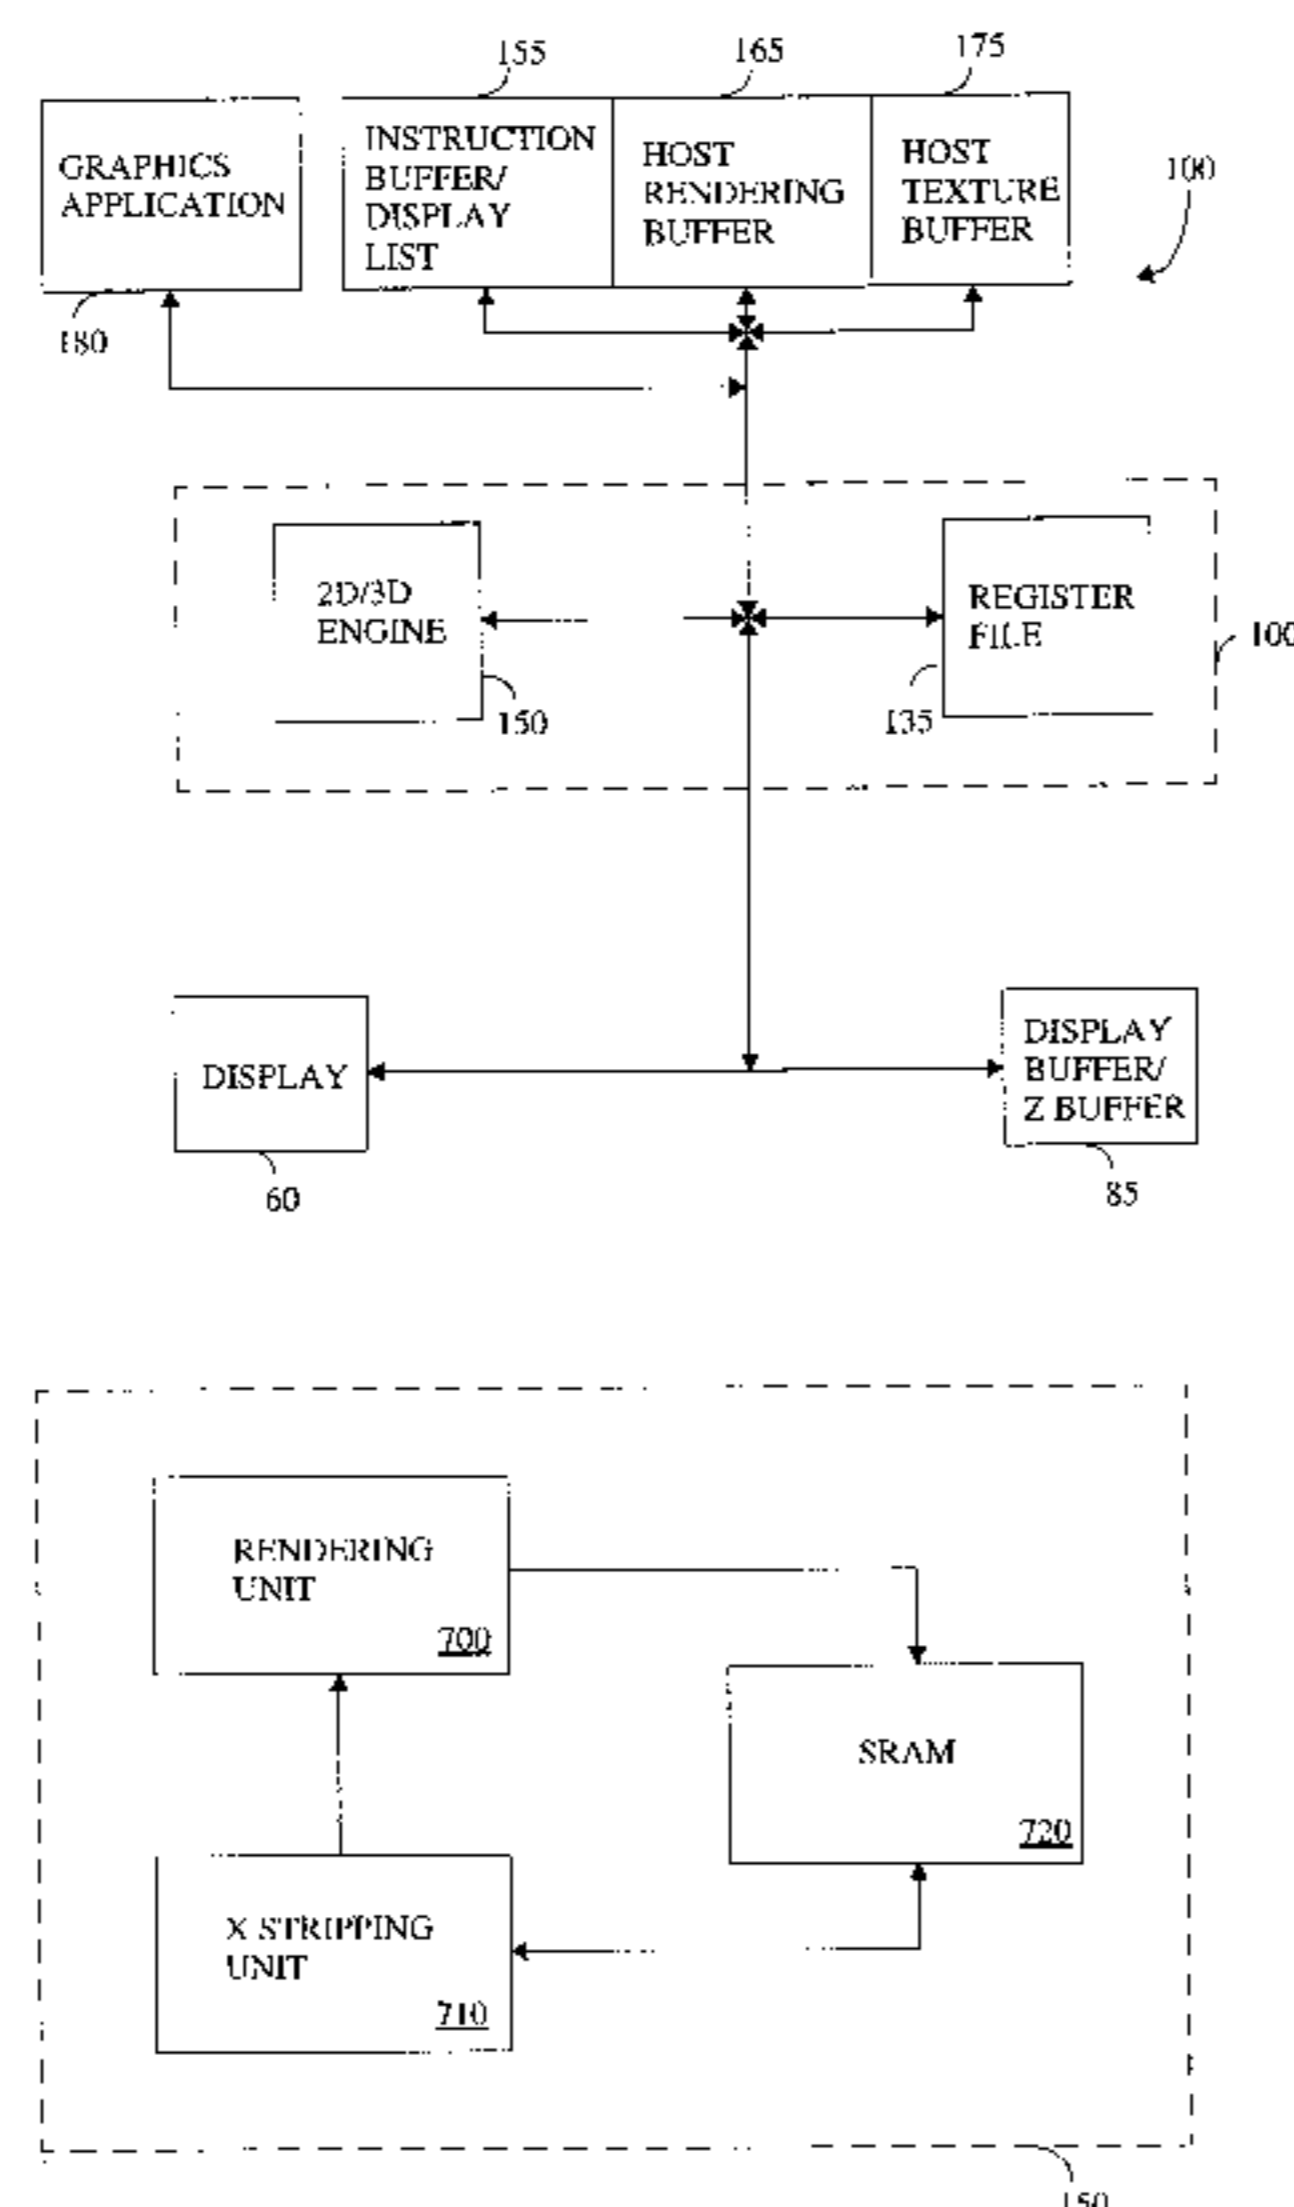 155
165
175
GRAPHICS
APPLICATION
INSTRUCTION
BUFFER/
DISPLAY
LIST
HOST
RENDERING
BUFFER
HOST
TEXTURE
BUFFER
100
180
2D/3D
ENGINE
REGISTER
FILE
100
150
135
DISPLAY
DISPLAY
BUFFER/
Z BUFFER
60
85
RENDERING
UNIT
700
SRAM
720
X STRIPPING
UNIT
710
150